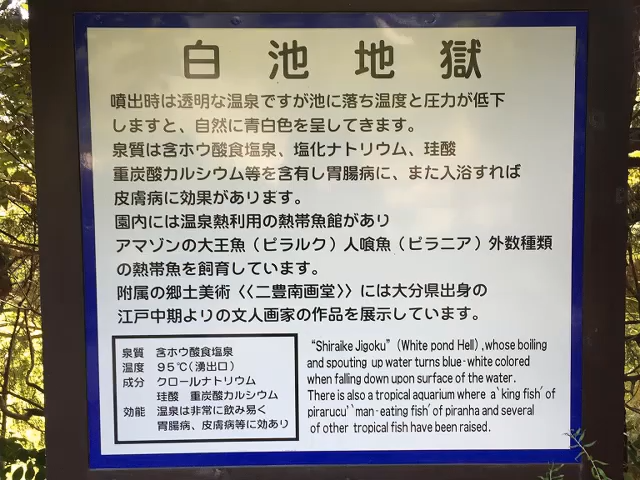 白池地獄
噴出時は透明な温泉ですが池に落ち温度と圧力が低下
しますと、自然に青白色を呈してきます。
泉質は含ホウ酸食塩泉、塩化ナトリウム、珪酸
重炭酸カルシウム等を含有し胃腸病に、また入浴すれば
皮膚病に効果があります。
園内には温泉熱利用の熱帯魚館があり
アマゾンの大王魚（ピラルク）人喰魚（ピラニア）外数種類
の熱帯魚を飼育しています。
附属の郷土美術〈〈二豊南画堂〉〉には大分県出身の
江戸中期よりの文人画家の作品を展示しています。
泉質 含ホウ酸食塩泉
温度 95℃（湧出口）
成分 クロールナトリウム
珪酸 重炭酸カルシウム
効能 温泉は非常に飲み易く
胃腸病、皮膚病等に効あり
"Shiraike Jigoku" (White pond Hell), whose boiling
and spouting up water turns blue-white colored
when falling down upon surface of the water.
There is also a tropical aquarium where a `king fish' of
pirarucu' `man-eating fish' of piranha and several
of other tropical fish have been raised.